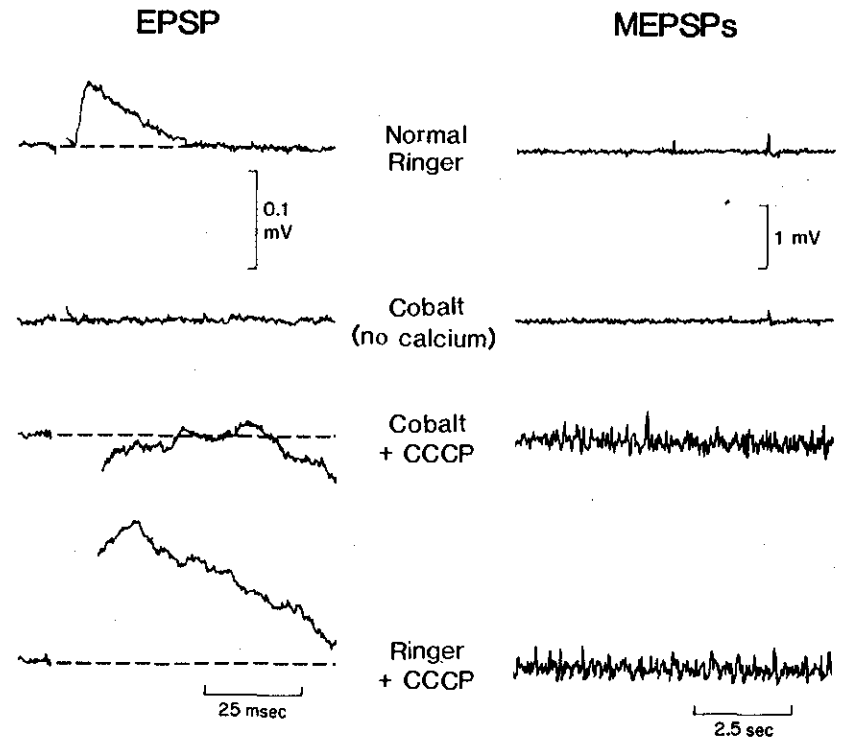 EPSP
MEPSPs
Normal
Ringer
0.1
mV
1 mV
Cobalt
(no calcium)
Cobalt
+ CCCP
Ringer
+ CCCP
25 msec
2.5 sec